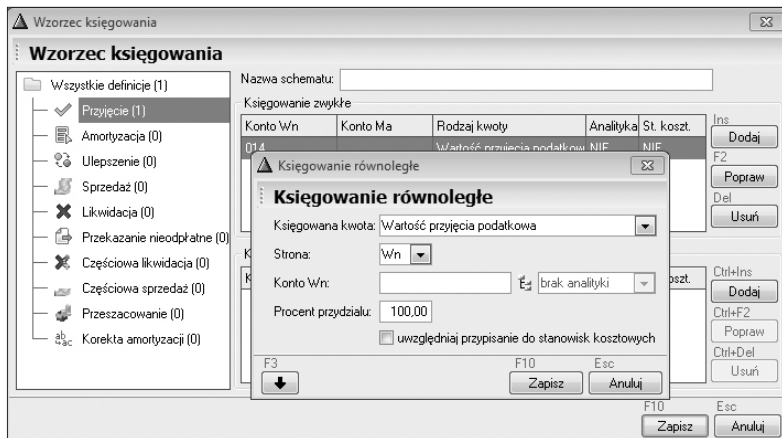 Wzorzec księgowania
Wzorzec księgowania
Wszystkie definicje (1)
Przyjęcie (1)
Amortyzacja (0)
Ulepszenie (0)
Sprzedaż (0)
Likwidacja (0)
Przekazanie nieodpłatne (0)
Częściowa likwidacja (0)
Częściowa sprzedaż (0)
Przeszacowanie (0)
Korekta amortyzacji (0)
Nazwa schematu:
Księgowanie zwykłe
Konto Wn Konto Ma Rodzaj kwoty Analityka St. koszt.
014 Wartość przyjęcia podatkow NIE NIE
Ins
Dodaj
F2
Popraw
Del
Usuń
Księgowanie równoległe
Księgowanie równoległe
Księgowana kwota: Wartość przyjęcia podatkowa
Strona: Wn
Konto Wn: brak analityki
Procent przydziału: 100,00
uwzględniaj przypisanie do stanowisk kosztowych
F3
F10
Zapisz
Esc
Anuluj
K
K
oszt.
Ctrl+Ins
Dodaj
Ctrl+F2
Popraw
Ctrl+Del
Usuń
F10
Zapisz
Esc
Anuluj